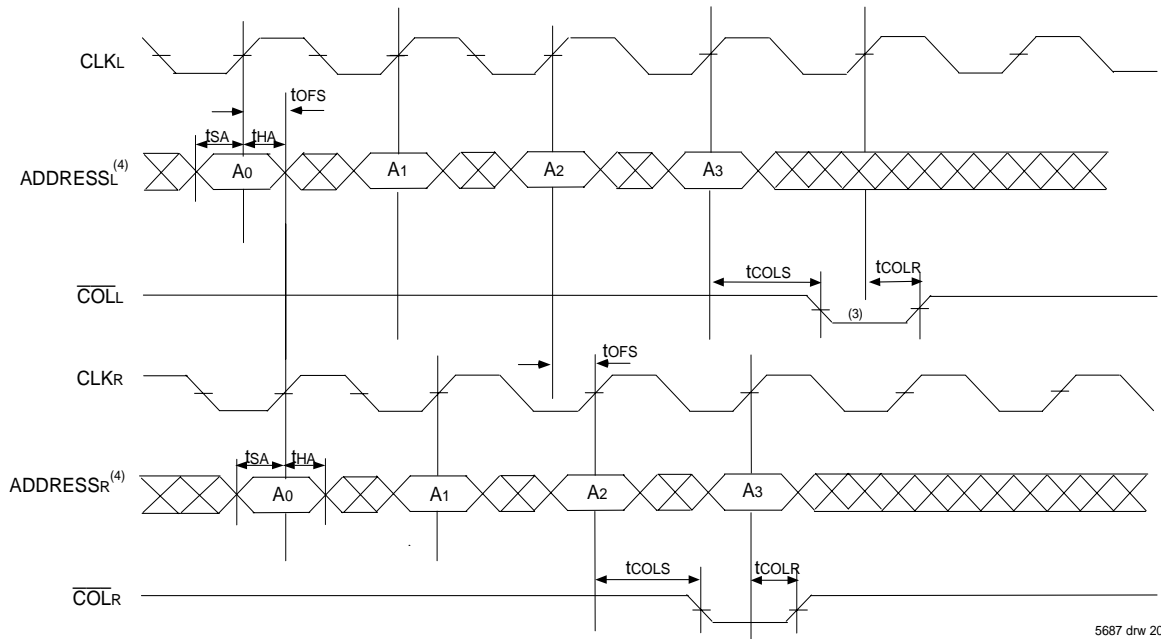 CLKL
tOFS
tSA tHA
ADDRESSL(4) A0 A1 A2 A3
tCOLS tCOLR
COLL (3)
tOFS
CLKR
tSA tHA
ADDRESSR(4) A0 A1 A2 A3
tCOLS tCOLR
COLR
5687 drw 20